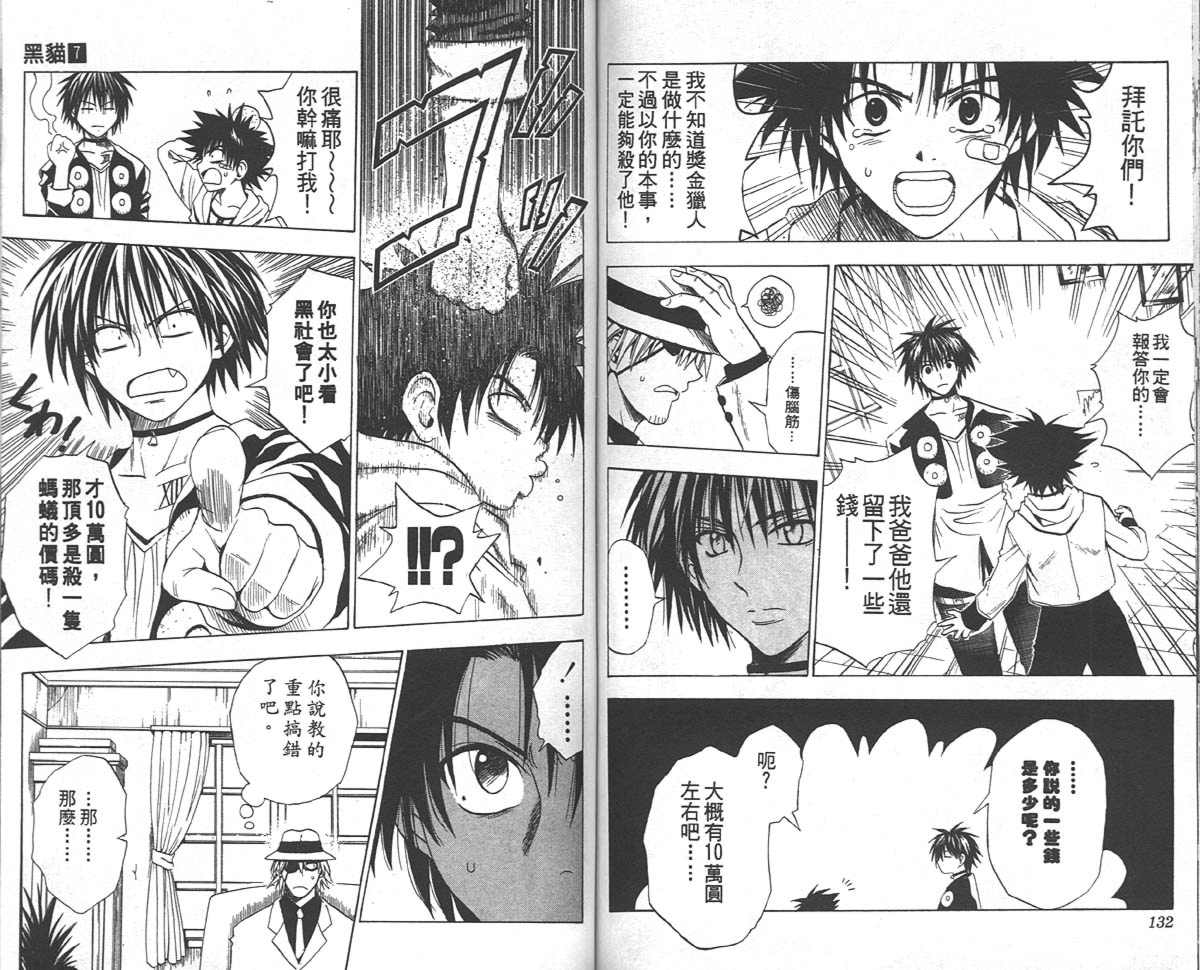 拜託你們！
我不知道獎金獵人
是做什麼的……
不過以你的本事，
一定能夠殺了他！
我一定會
報答你的……
我爸爸他還
留下了一些
錢——！
……傷腦筋…
………
……
你說的一些錢
是多少呢？
呃？
大概有10萬圓
左右吧……
132
黑貓7
ゴッ
!!?
很痛耶～～～～
你幹嘛打我！
你也太小看
黑社會了吧！
くわ！
才10萬圓，
那頂多是殺一隻
螞蟻的價碼！
！……
你說教的
重點搞錯
了吧。
…那……
那麼……